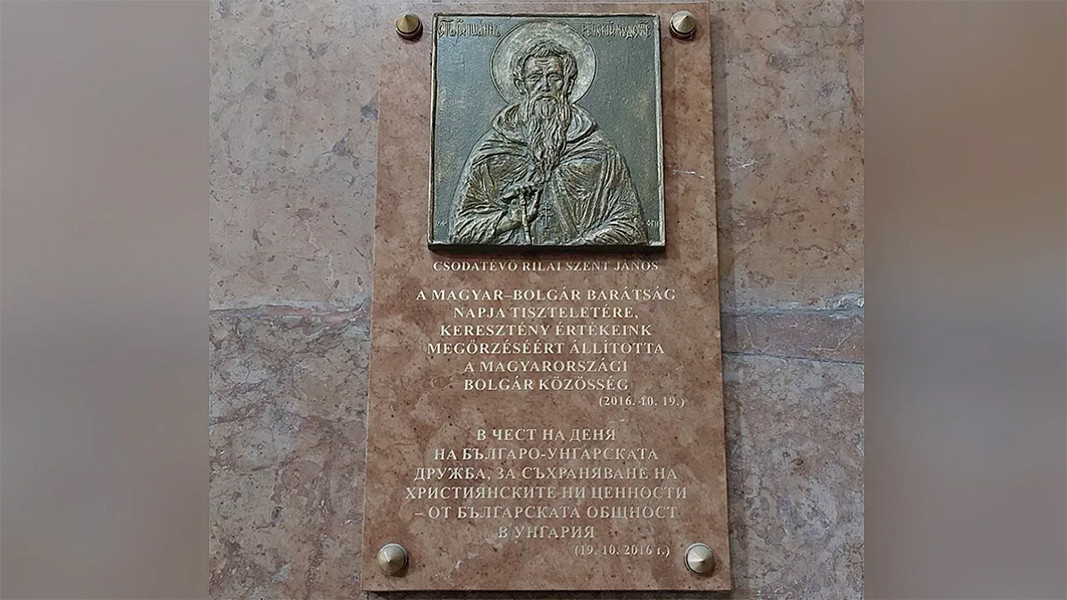 CSODATÉVŐ RILAI SZENT JÁNOS
A MAGYAR–BOLGÁR BARÁTSÁG
NAPJA TISZTELETÉRE,
KERESZTÉNY ÉRTÉKEINK
MEGŐRZÉSÉÉRT ÁLLÍTOTTA
A MAGYARORSZÁGI
BOLGÁR KÖZÖSSÉG
(2016. 10. 19.)
В ЧЕСТ НА ДЕНЯ
НА БЪЛГАРО-УНГАРСКАТА
ДРУЖБА, ЗА СЪХРАНЯВАНЕ НА
ХРИСТИЯНСКИТЕ НИ ЦЕННОСТИ
– ОТ БЪЛГАРСКАТА ОБЩНОСТ
В УНГАРИЯ
(19. 10. 2016 г.)